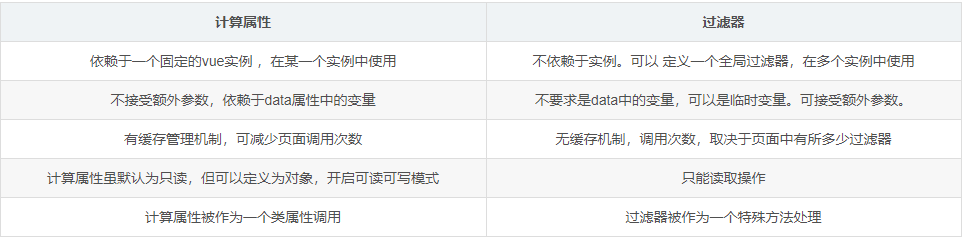 计算属性 过滤器
依赖于一个固定的vue实例 ，在某一个实例中使用 不依赖于实例。可以 定义一个全局过滤器，在多个实例中使用
不接受额外参数，依赖于data属性中的变量 不要求是data中的变量，可以是临时变量。可接受额外参数。
有缓存管理机制，可减少页面调用次数 无缓存机制，调用次数，取决于页面中有所多少过滤器
计算属性虽默认为只读，但可以定义为对象，开启可读可写模式 只能读取操作
计算属性被作为一个类属性调用 过滤器被作为一个特殊方法处理